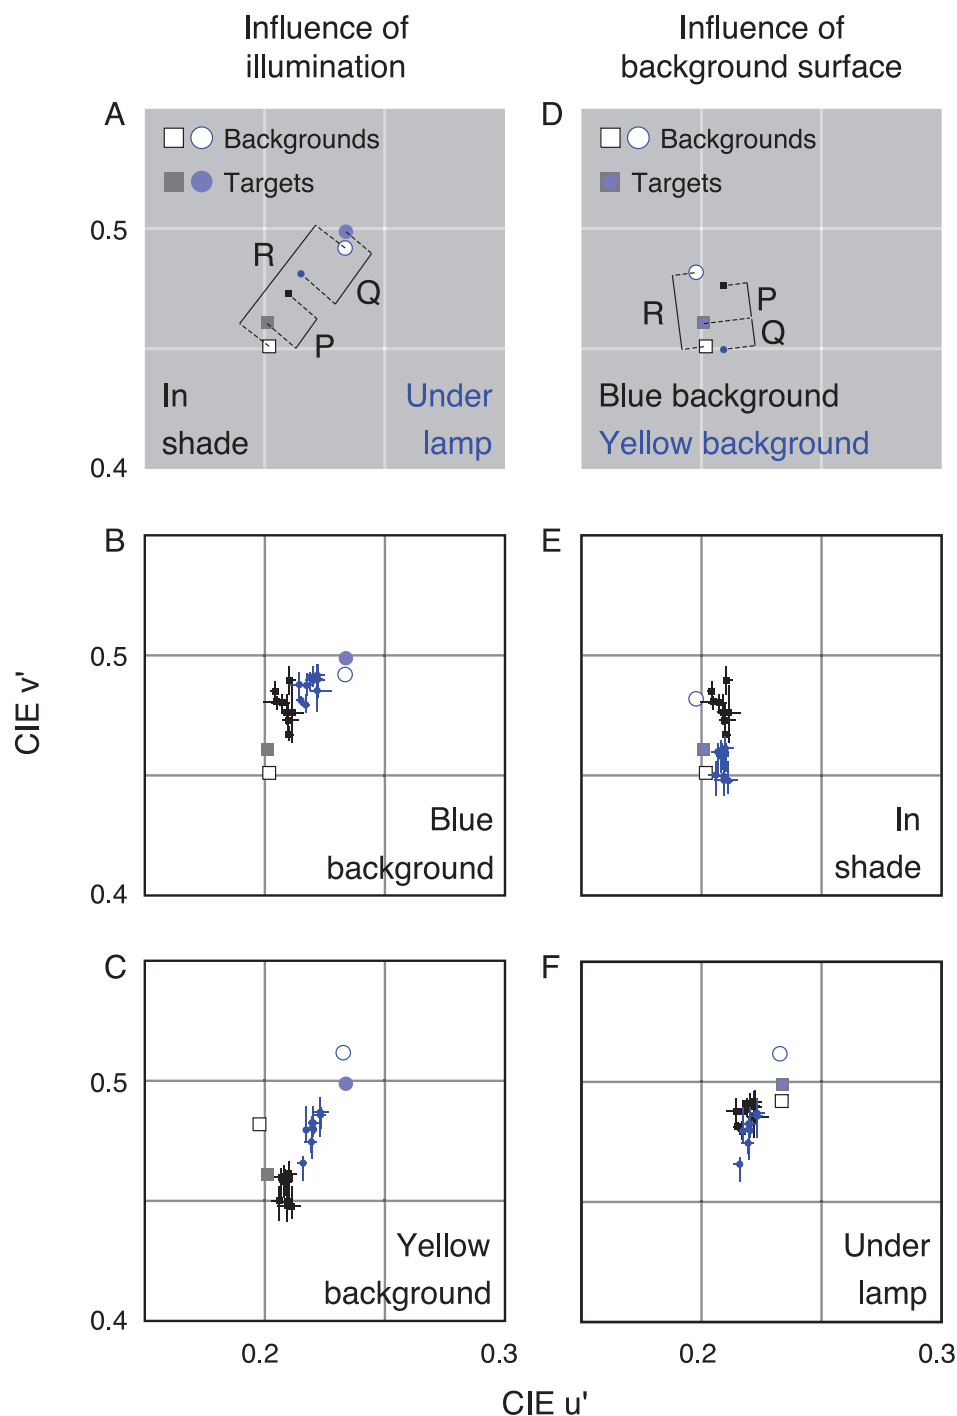 Influence of
illumination
Influence of
background surface
A
Backgrounds
Targets
0.5
R
Q
P
In
shade
Under
lamp
0.4
D
Backgrounds
Targets
R
P
Q
Blue background
Yellow background
B
0.5
Blue
background
0.4
E
In
shade
CIE v'
C
0.5
Yellow
background
0.4
F
Under
lamp
0.2
0.3
0.2
0.3
CIE u'